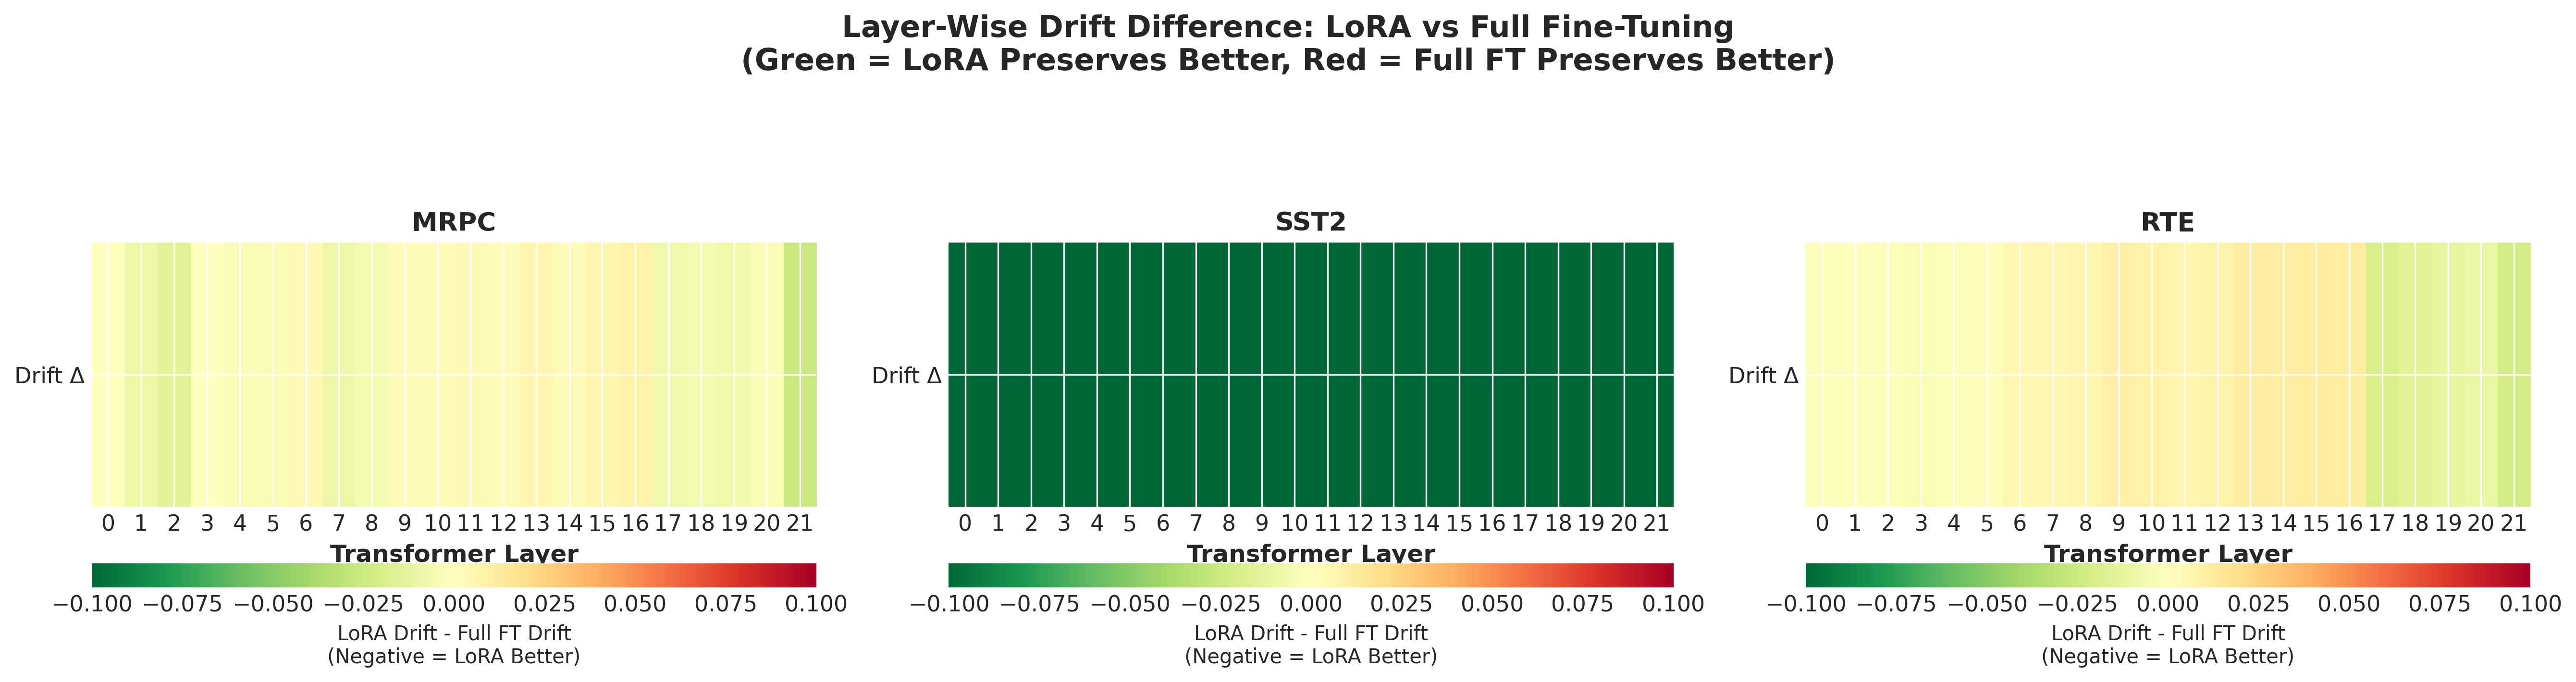 Layer-Wise Drift Difference: LoRA vs Full Fine-Tuning
(Green = LoRA Preserves Better, Red = Full FT Preserves Better)
MRPC
Drift Δ
0 1 2 3 4 5 6 7 8 9 10 11 12 13 14 15 16 17 18 19 20 21
Transformer Layer
−0.100 −0.075 −0.050 −0.025 0.000 0.025 0.050 0.075 0.100
LoRA Drift - Full FT Drift
(Negative = LoRA Better)
SST2
Drift Δ
0 1 2 3 4 5 6 7 8 9 10 11 12 13 14 15 16 17 18 19 20 21
Transformer Layer
−0.100 −0.075 −0.050 −0.025 0.000 0.025 0.050 0.075 0.100
LoRA Drift - Full FT Drift
(Negative = LoRA Better)
RTE
Drift Δ
0 1 2 3 4 5 6 7 8 9 10 11 12 13 14 15 16 17 18 19 20 21
Transformer Layer
−0.100 −0.075 −0.050 −0.025 0.000 0.025 0.050 0.075 0.100
LoRA Drift - Full FT Drift
(Negative = LoRA Better)